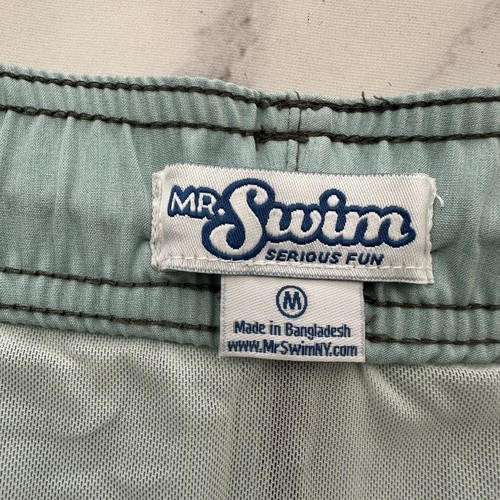 MR. Swim
SERIOUS FUN
M
Made in Bangladesh
www.MrSwimNY.com